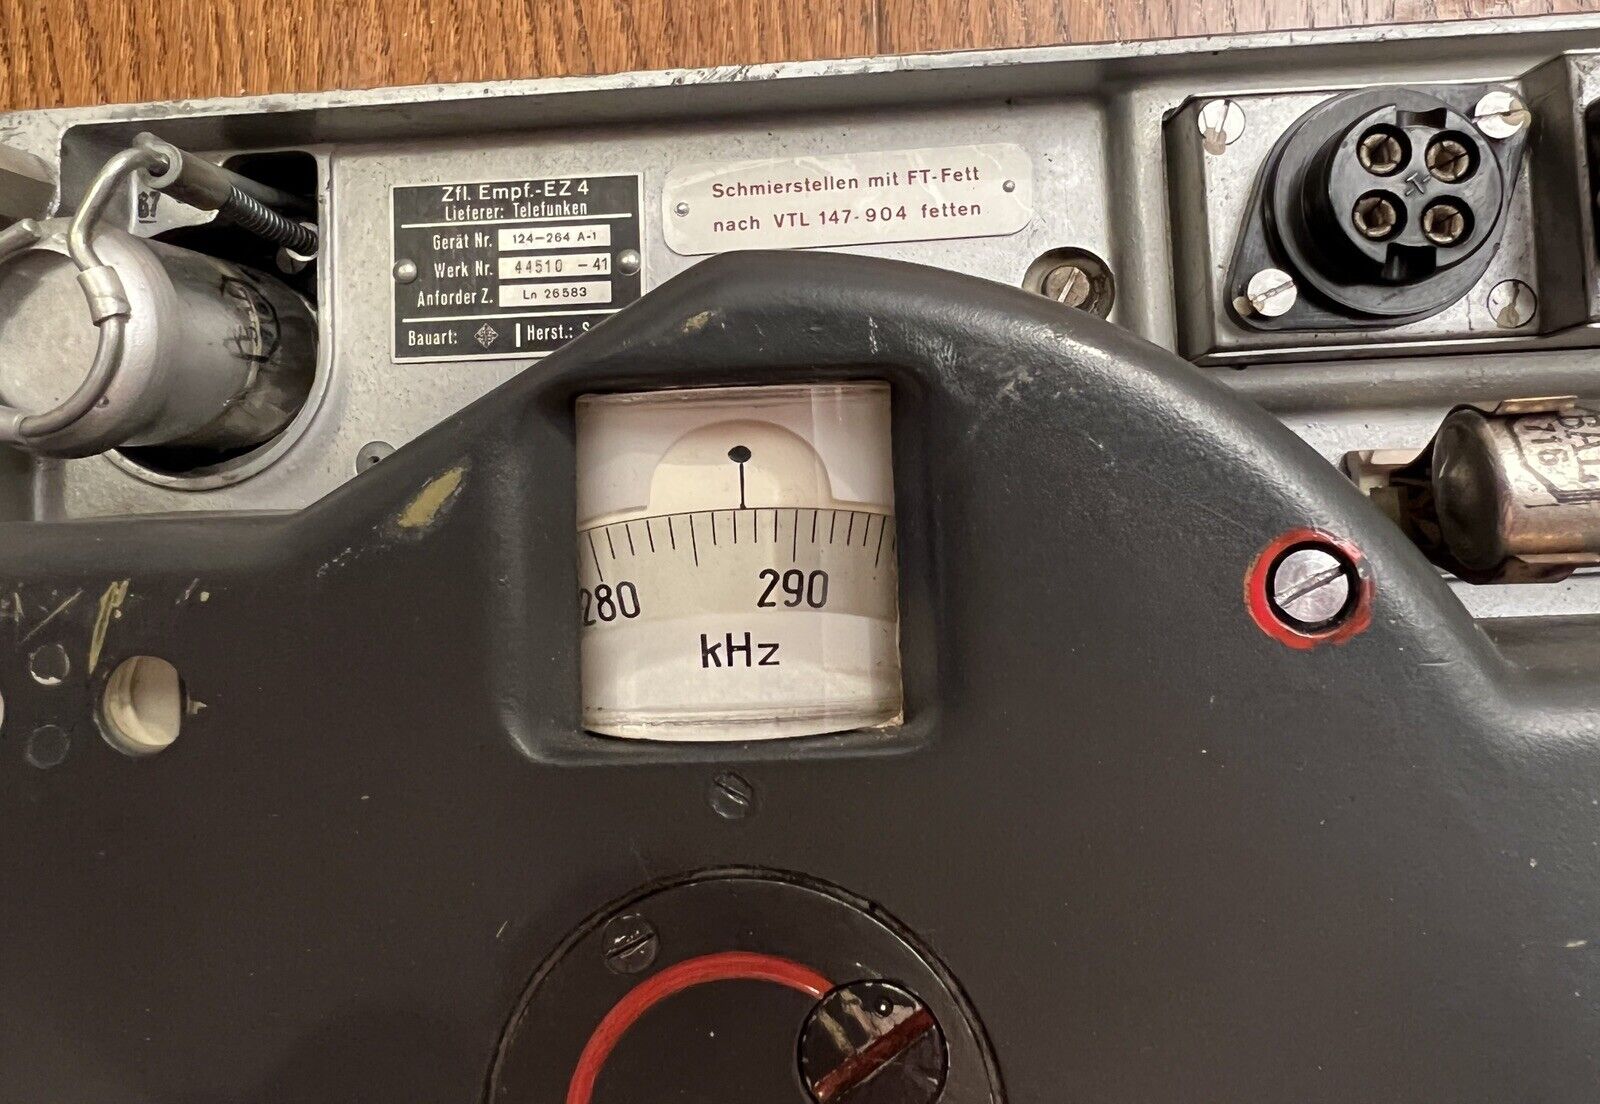 Zfl. Empf.-EZ 4
Lieferer: Telefunken
Gerät Nr. 124-264 A-1
Werk Nr. 44510 -41
Anforder Z. Ln 26583
Bauart: Herst.:
Schmierstellen mit FT-Fett
nach VTL 147-904 fetten
280 290
kHz